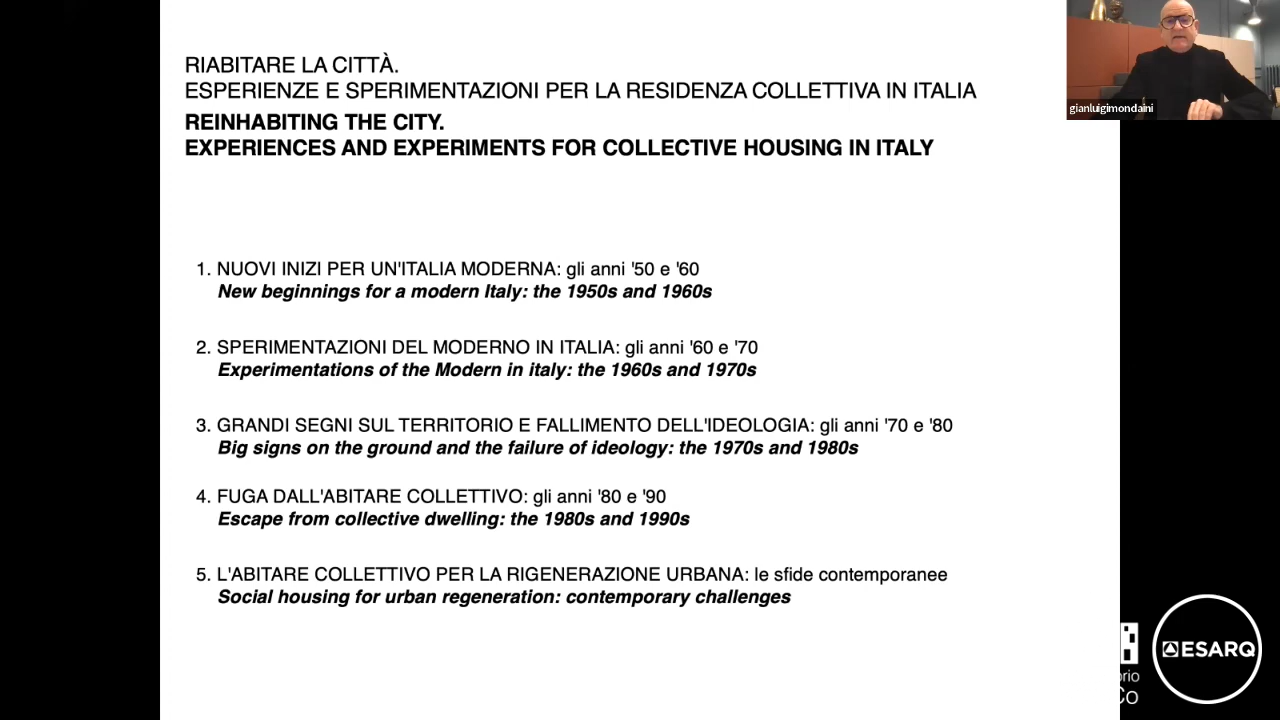 RIABITARE LA CITTÀ.
ESPERIENZE E SPERIMENTAZIONI PER LA RESIDENZA COLLETTIVA IN ITALIA
REINHABITING THE CITY.
EXPERIENCES AND EXPERIMENTS FOR COLLECTIVE HOUSING IN ITALY
gianluigimondaini
1. NUOVI INIZI PER UN'ITALIA MODERNA: gli anni '50 e '60
New beginnings for a modern Italy: the 1950s and 1960s
2. SPERIMENTAZIONI DEL MODERNO IN ITALIA: gli anni '60 e '70
Experimentations of the Modern in italy: the 1960s and 1970s
3. GRANDI SEGNI SUL TERRITORIO E FALLIMENTO DELL'IDEOLOGIA: gli anni '70 e '80
Big signs on the ground and the failure of ideology: the 1970s and 1980s
4. FUGA DALL'ABITARE COLLETTIVO: gli anni '80 e '90
Escape from collective dwelling: the 1980s and 1990s
5. L'ABITARE COLLETTIVO PER LA RIGENERAZIONE URBANA: le sfide contemporanee
Social housing for urban regeneration: contemporary challenges
ESARQ